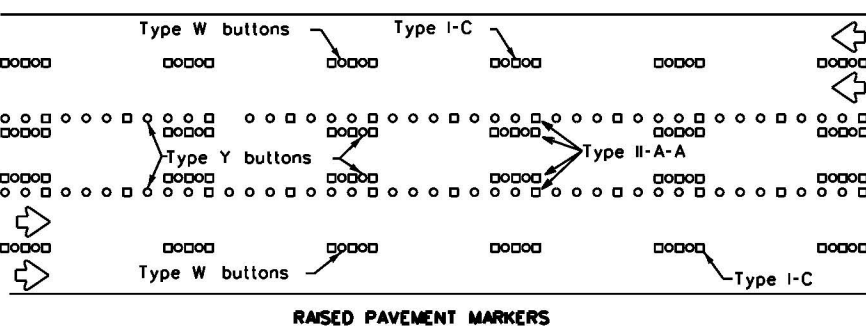 Type W buttons
Type I-C
Type Y buttons
Type II-A-A
Type W buttons
Type I-C
RAISED PAVEMENT MARKERS